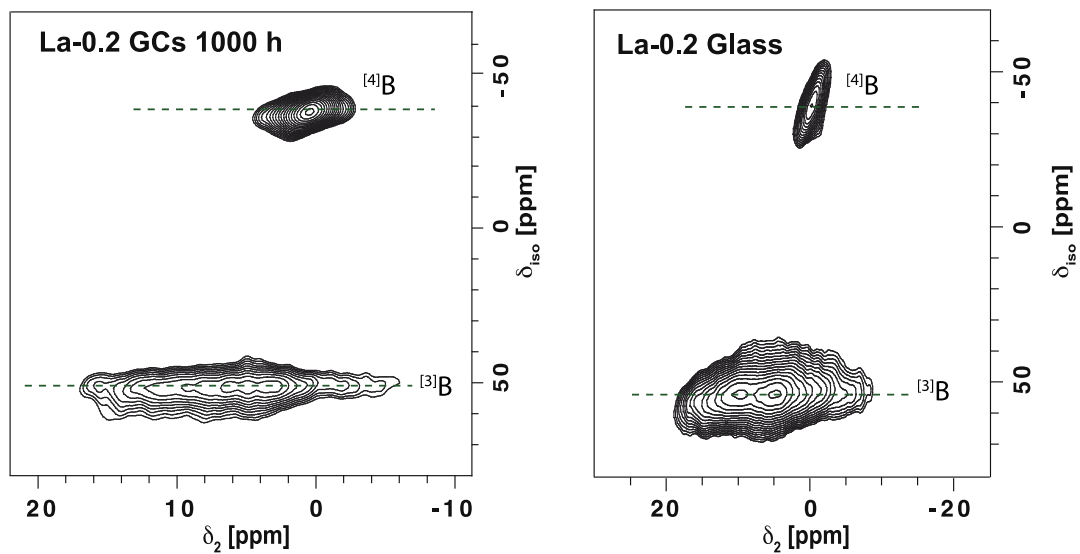 La-0.2 GCs 1000 h
[4]B
-50
0
50
δiso [ppm]
[3]B
20 10 0 -10
δ2 [ppm]
La-0.2 Glass
[4]B
-50
0
50
δiso [ppm]
[3]B
20 0 -20
δ2 [ppm]